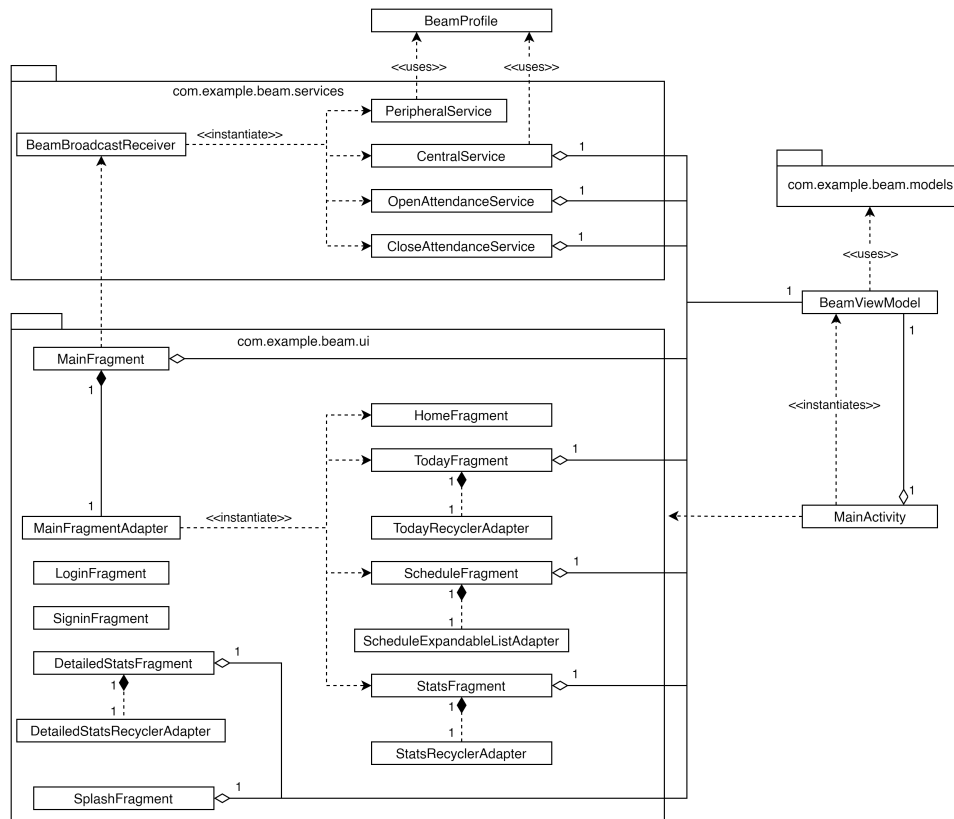 BeamProfile
<<uses>>
<<uses>>
com.example.beam.services
PeripheralService
BeamBroadcastReceiver
<<instantiate>>
CentralService
1
OpenAttendanceService
1
CloseAttendanceService
1
com.example.beam.models
<<uses>>
1
BeamViewModel
1
com.example.beam.ui
MainFragment
1
1
MainFragmentAdapter
<<instantiate>>
HomeFragment
TodayFragment
1
1
1
TodayRecyclerAdapter
<<instantiates>>
1
MainActivity
LoginFragment
ScheduleFragment
1
1
1
ScheduleExpandableListAdapter
SigninFragment
DetailedStatsFragment
1
1
1
DetailedStatsRecyclerAdapter
StatsFragment
1
1
1
StatsRecyclerAdapter
SplashFragment
1